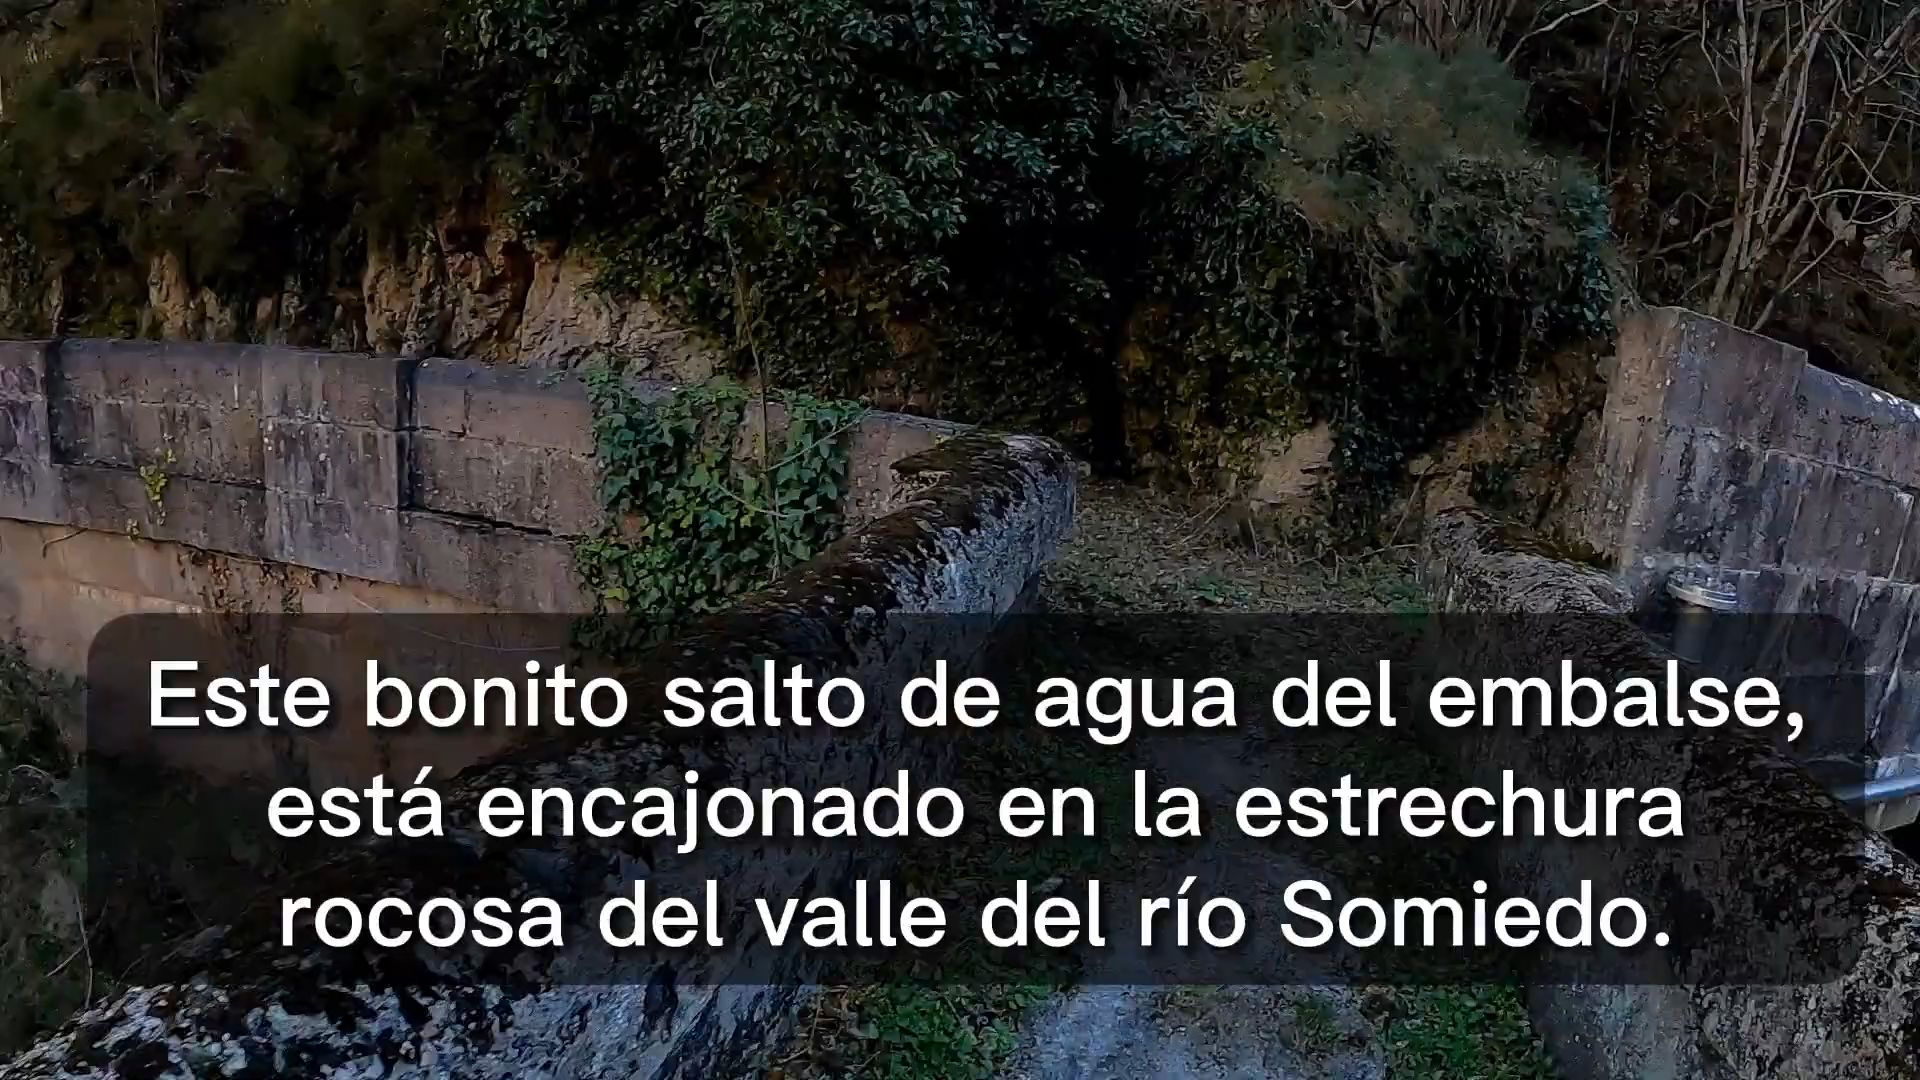 Este bonito salto de agua del embalse,
está encajonado en la estrechura
rocosa del valle del río Somiedo.